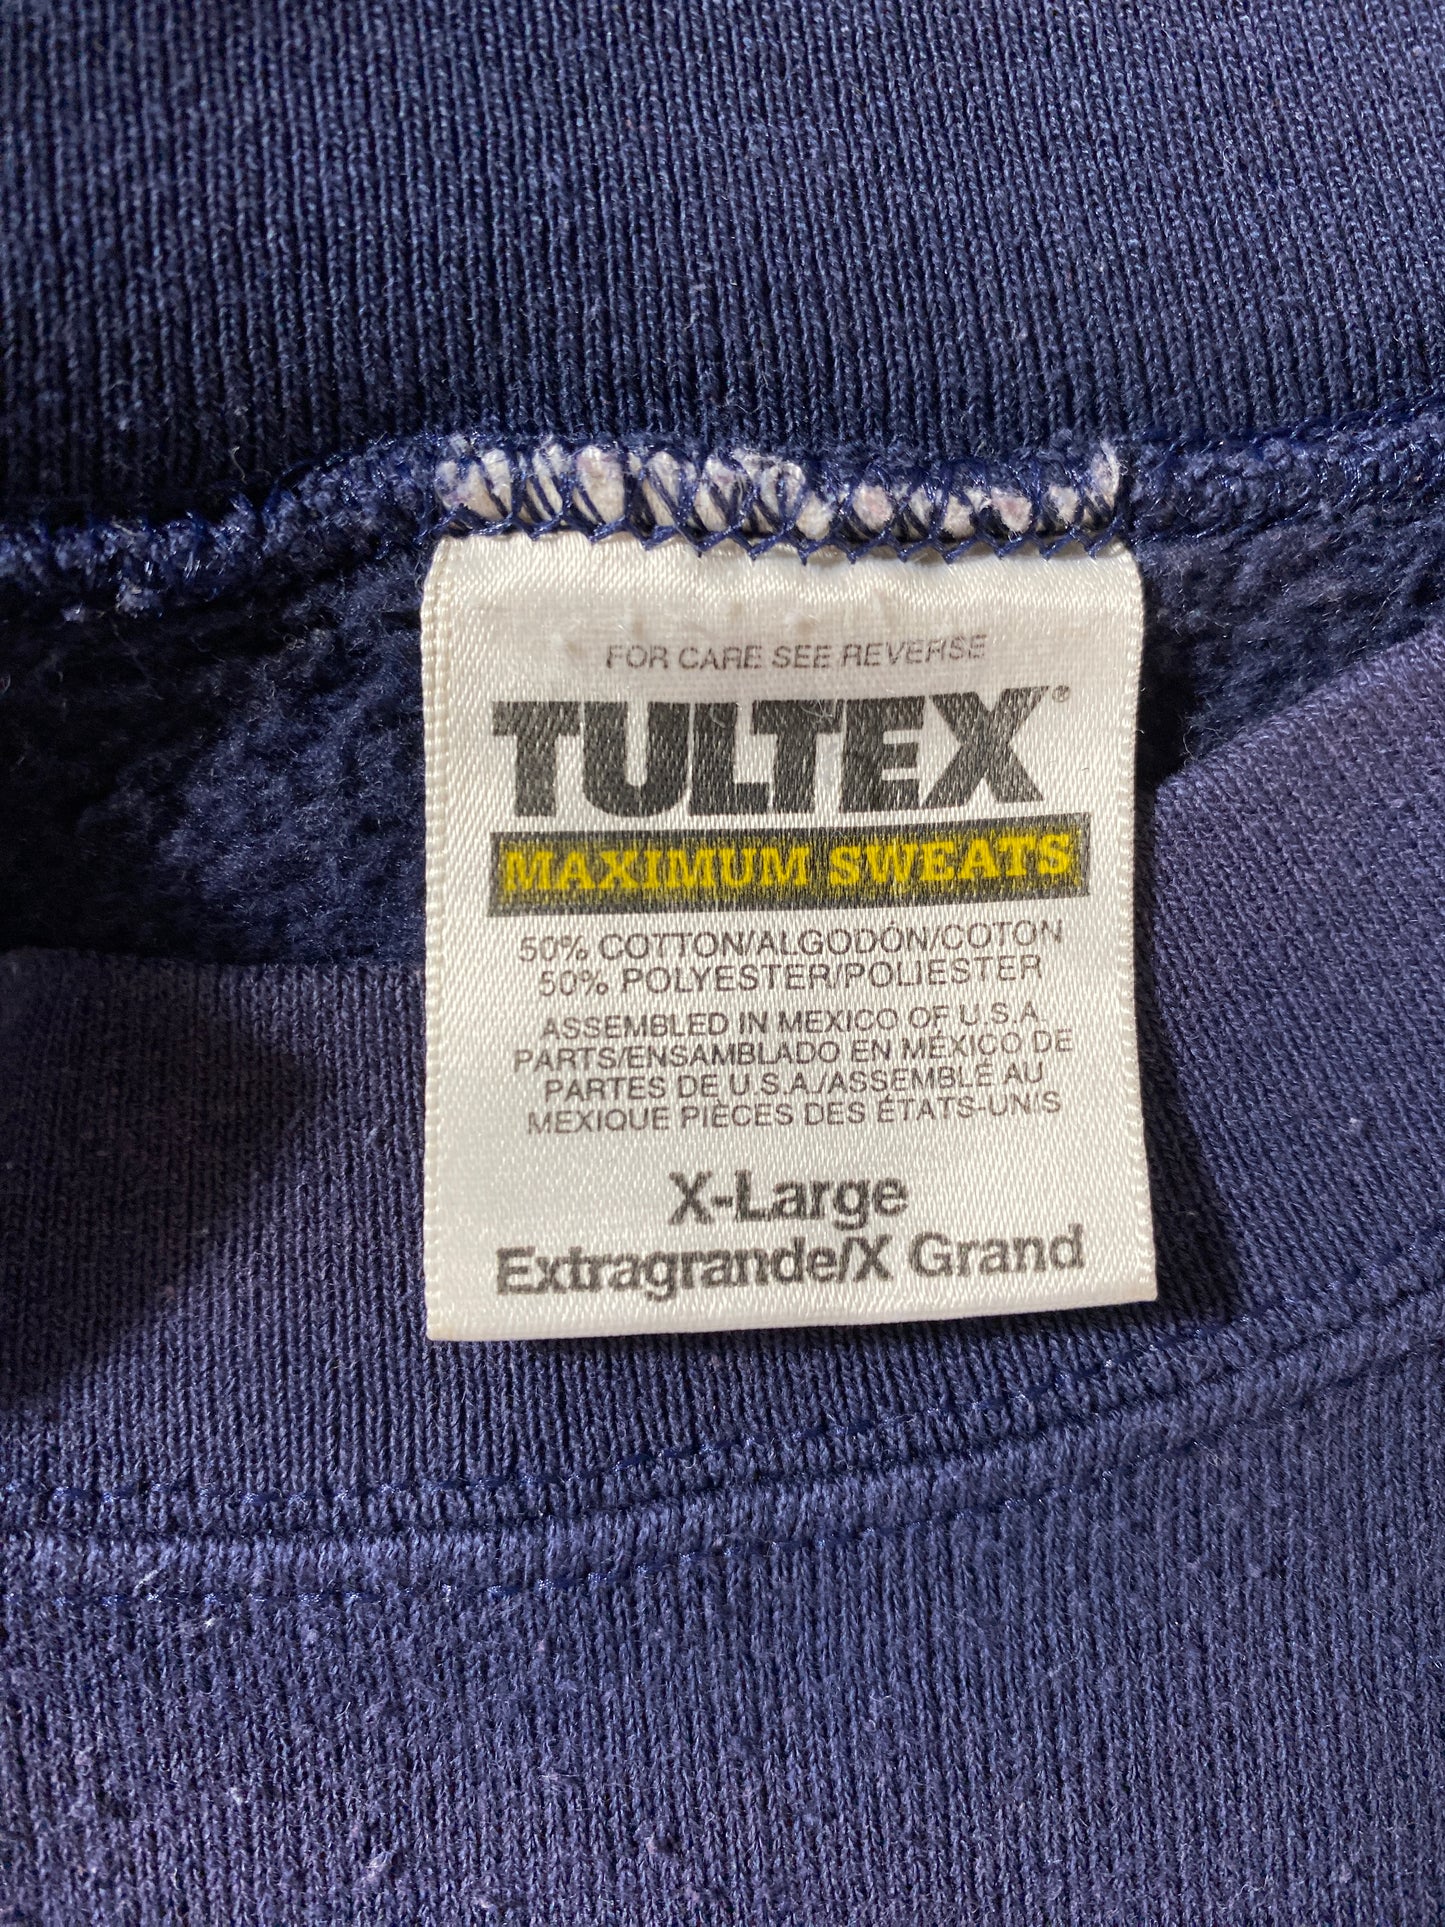 FOR CARE SEE REVERSE
TULTEX®
MAXIMUM SWEATS
50% COTTON/ALGODÓN/COTON
50% POLYESTER/POLIESTER
ASSEMBLED IN MEXICO OF U.S.A.
PARTS/ENSAMBLADO EN MÉXICO DE
PARTES DE U.S.A./ASSEMBLÉ AU
MEXIQUE PIÈCES DES ÉTATS-UNIS
X-Large
Extragrande/X Grand